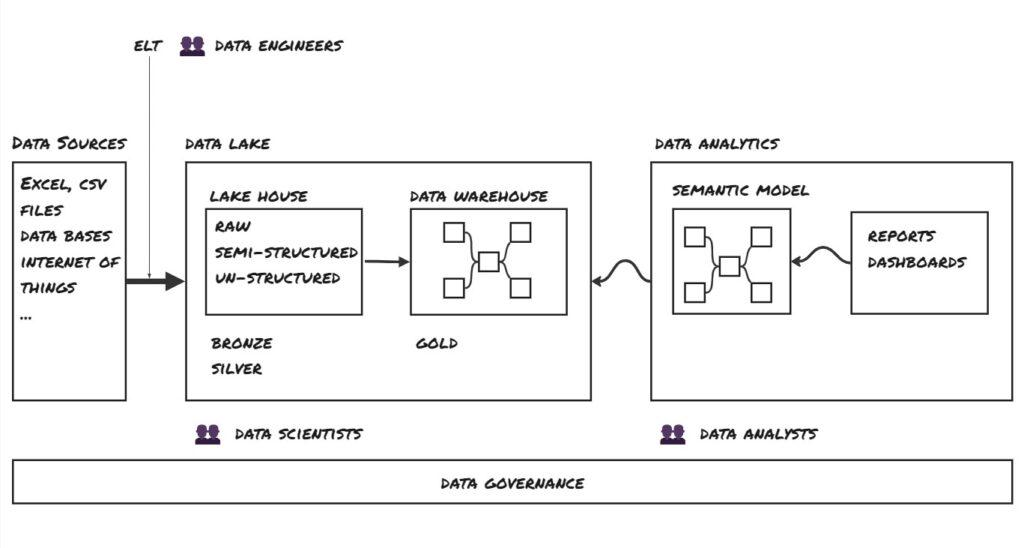 ELT
DATA ENGINEERS
DATA SOURCES
EXCEL, CSV
FILES
DATA BASES
INTERNET OF
THINGS
...
DATA LAKE
LAKE HOUSE
RAW
SEMI-STRUCTURED
UN-STRUCTURED
BRONZE
SILVER
DATA WAREHOUSE
GOLD
DATA SCIENTISTS
DATA ANALYTICS
SEMANTIC MODEL
REPORTS
DASHBOARDS
DATA ANALYSTS
DATA GOVERNANCE